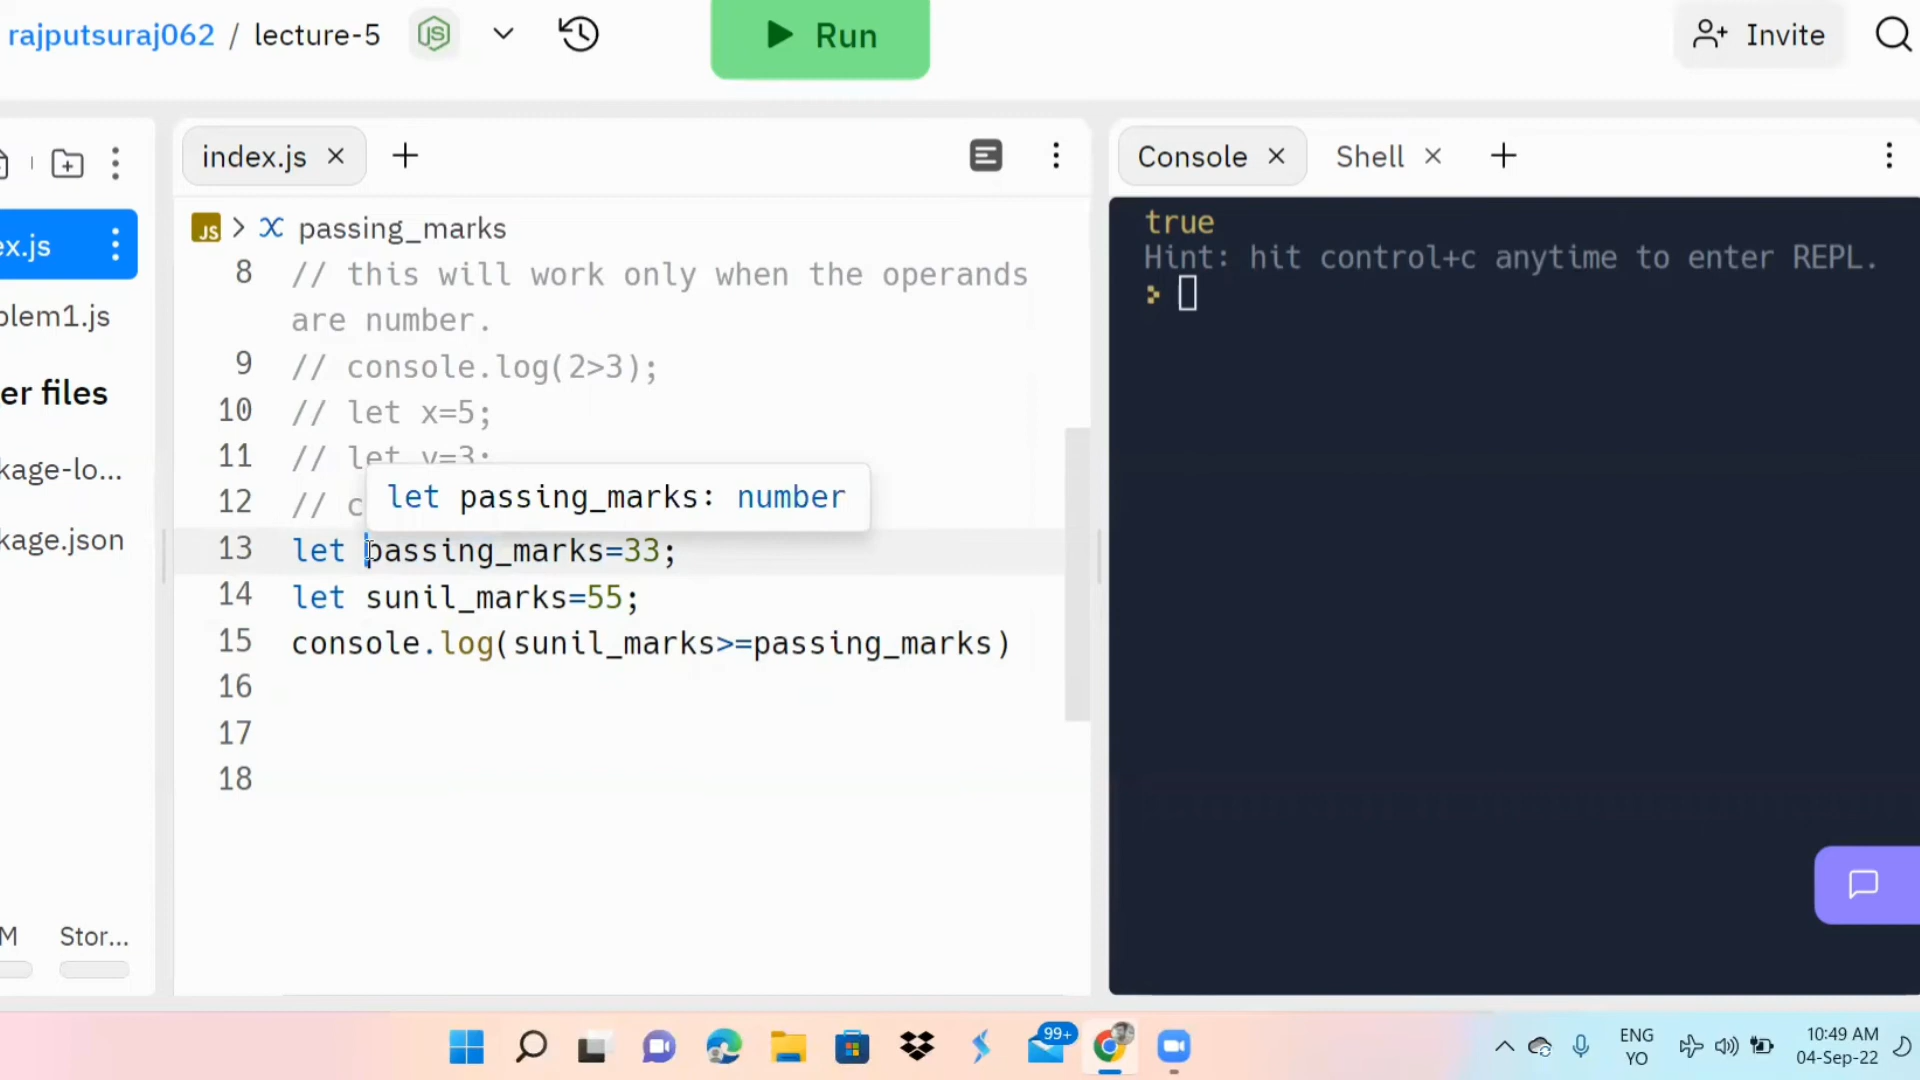 rajputsuraj062 / lecture-5
Run
Invite
index.js
Console
Shell
ex.js
JS
passing_marks
8 // this will work only when the operands
are number.
9 // console.log(2>3);
10 // let x=5;
11 // let y=3;
12 // c
let passing_marks: number
13 let passing_marks=33;
14 let sunil_marks=55;
15 console.log(sunil_marks>=passing_marks)
16
17
18
true
Hint: hit control+c anytime to enter REPL.
>
blem1.js
er files
kage-lo...
kage.json
M
Stor...
99+
ENG
YO
10:49 AM
04-Sep-22